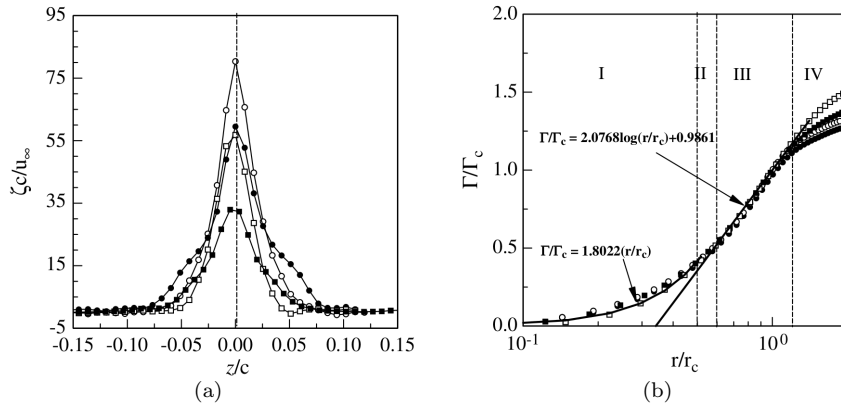 95
75
55
35
15
-5
ζc/u∞
-0.15 -0.10 -0.05 0.00 0.05 0.10 0.15
z/c
(a)
2.0
1.5
1.0
0.5
0.0
Γ/Γc
I II III IV
Γ/Γc = 2.0768log(r/rc)+0.9861
Γ/Γc = 1.8022(r/rc)
10-1 100
r/rc
(b)